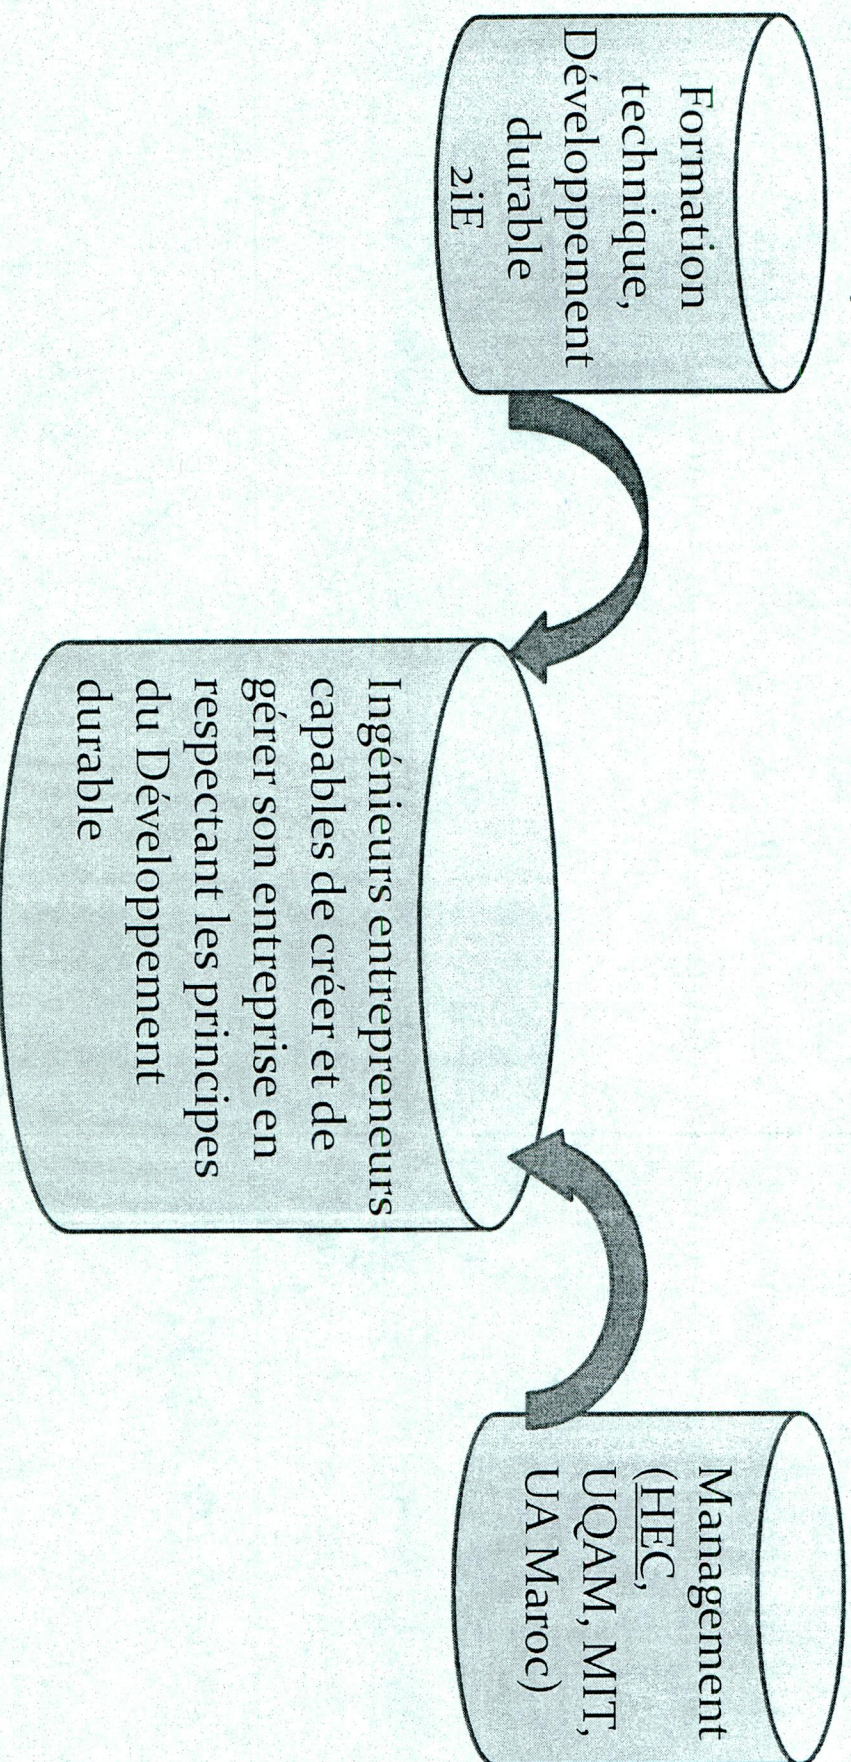 Formation
technique,
Développement
durable
2iE
Ingénieurs entrepreneurs
capables de créer et de
gérer son entreprise en
respectant les principes
du Développement
durable
Management
(HEC,
UQAM, MIT,
UA Maroc)